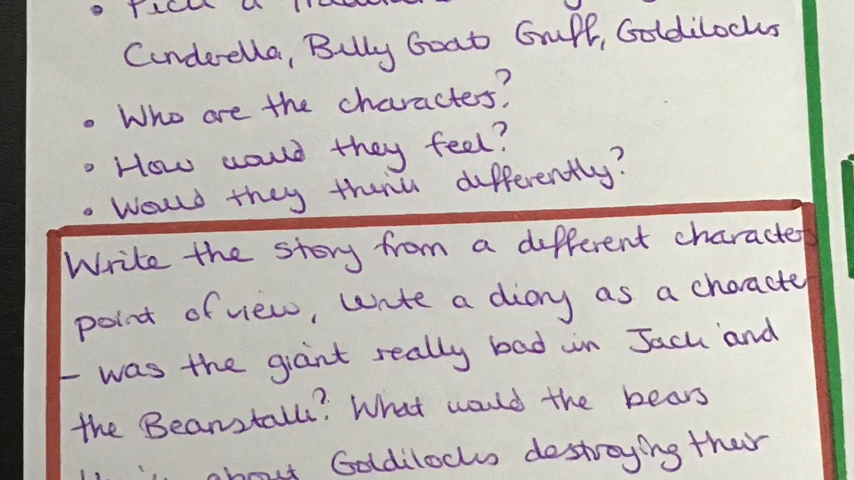 • Pick a
Cinderella, Billy Goats Gruff, Goldilocks
• Who are the characters?
• How would they feel?
• Would they think differently?
Write the story from a different character
point of view, write a diary as a character
- was the giant really bad in Jack and
the Beanstalk? What would the bears
about Goldilocks destroying their